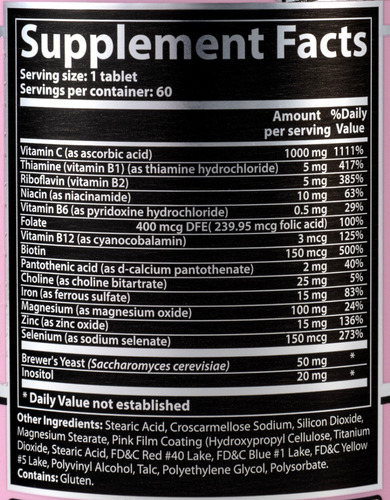 Supplement Facts
Serving size: 1 tablet
Servings per container: 60
Amount per serving %Daily Value
Vitamin C (as ascorbic acid) 1000 mg 1111%
Thiamine (vitamin B1) (as thiamine hydrochloride) 5 mg 417%
Riboflavin (vitamin B2) 5 mg 385%
Niacin (as niacinamide) 10 mg 63%
Vitamin B6 (as pyridoxine hydrochloride) 0.5 mg 29%
Folate 400 mcg DFE( 239.95 mcg folic acid) 100%
Vitamin B12 (as cyanocobalamin) 3 mcg 125%
Biotin 150 mcg 500%
Pantothenic acid (as d-calcium pantothenate) 2 mg 40%
Choline (as choline bitartrate) 25 mg 5%
Iron (as ferrous sulfate) 15 mg 83%
Magnesium (as magnesium oxide) 100 mg 24%
Zinc (as zinc oxide) 15 mg 136%
Selenium (as sodium selenate) 150 mcg 273%
Brewer's Yeast (Saccharomyces cerevisiae) 50 mg *
Inositol 20 mg *
* Daily Value not established
Other Ingredients: Stearic Acid, Croscarmellose Sodium, Silicon Dioxide,
Magnesium Stearate, Pink Film Coating (Hydroxypropyl Cellulose, Titanium
Dioxide, Stearic Acid, FD&C Red #40 Lake, FD&C Blue #1 Lake, FD&C Yellow
#5 Lake, Polyvinyl Alcohol, Talc, Polyethylene Glycol, Polysorbate.
Contains: Gluten.